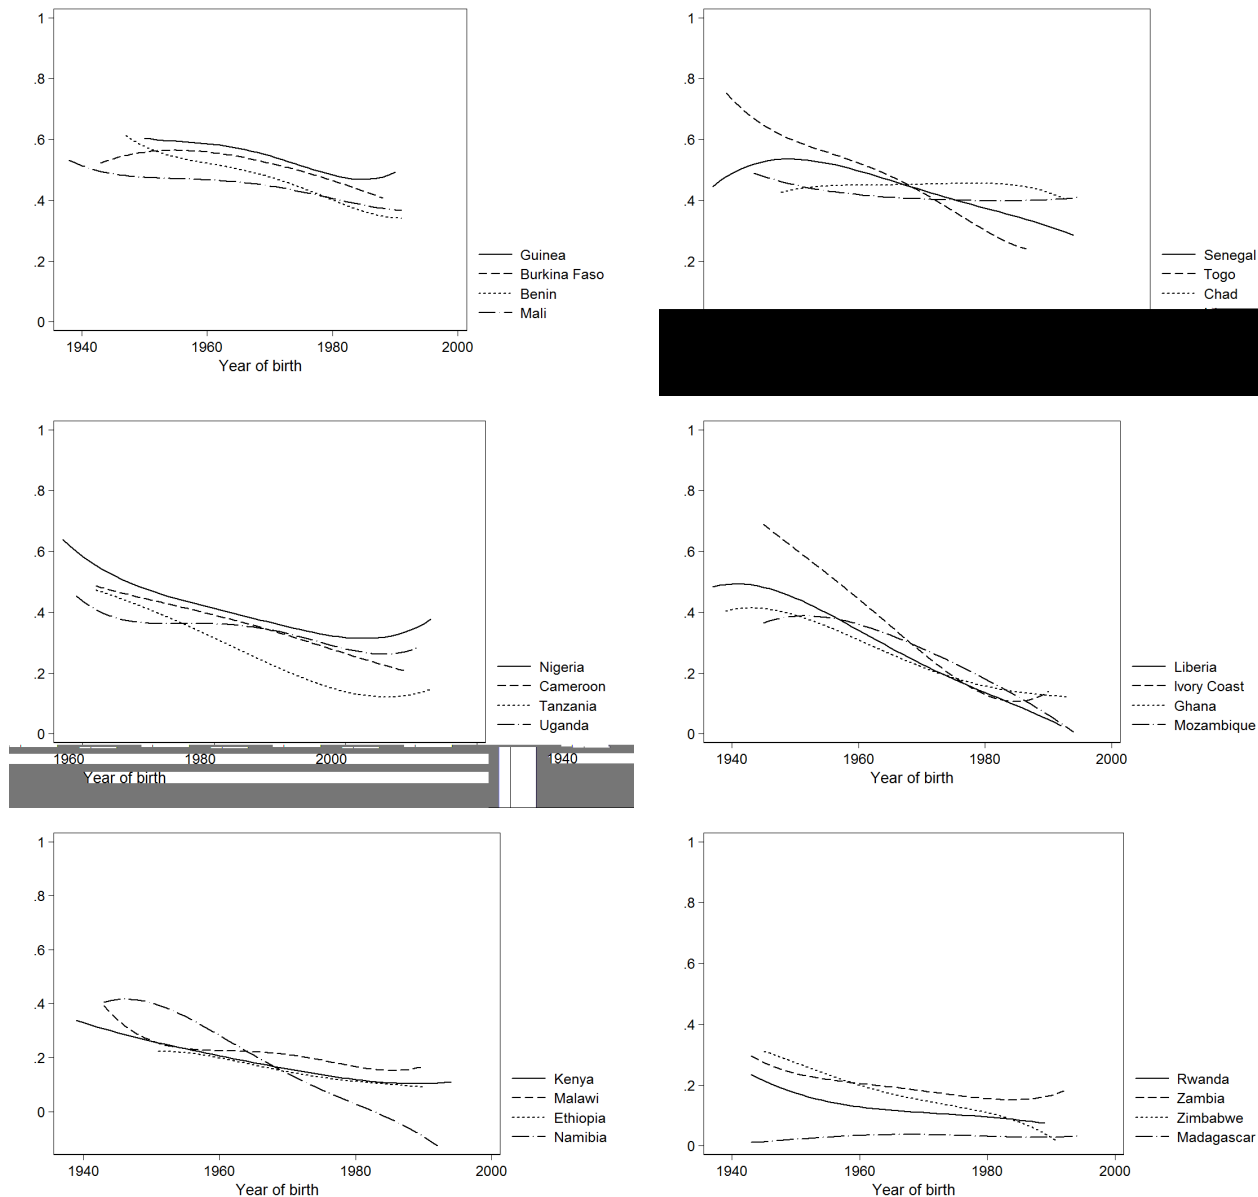 1
.8
.6
.4
.2
0
1940 1960 1980 2000
Year of birth
Guinea
Burkina Faso
Benin
Mali
1
.8
.6
.4
.2
Senegal
Togo
Chad
1
.8
.6
.4
.2
0
1960 1980 2000 1940
Year of birth
Nigeria
Cameroon
Tanzania
Uganda
1
.8
.6
.4
.2
0
1940 1960 1980 2000
Year of birth
Liberia
Ivory Coast
Ghana
Mozambique
1
.8
.6
.4
.2
0
1940 1960 1980 2000
Year of birth
Kenya
Malawi
Ethiopia
Namibia
1
.8
.6
.4
.2
0
1940 1960 1980 2000
Year of birth
Rwanda
Zambia
Zimbabwe
Madagascar